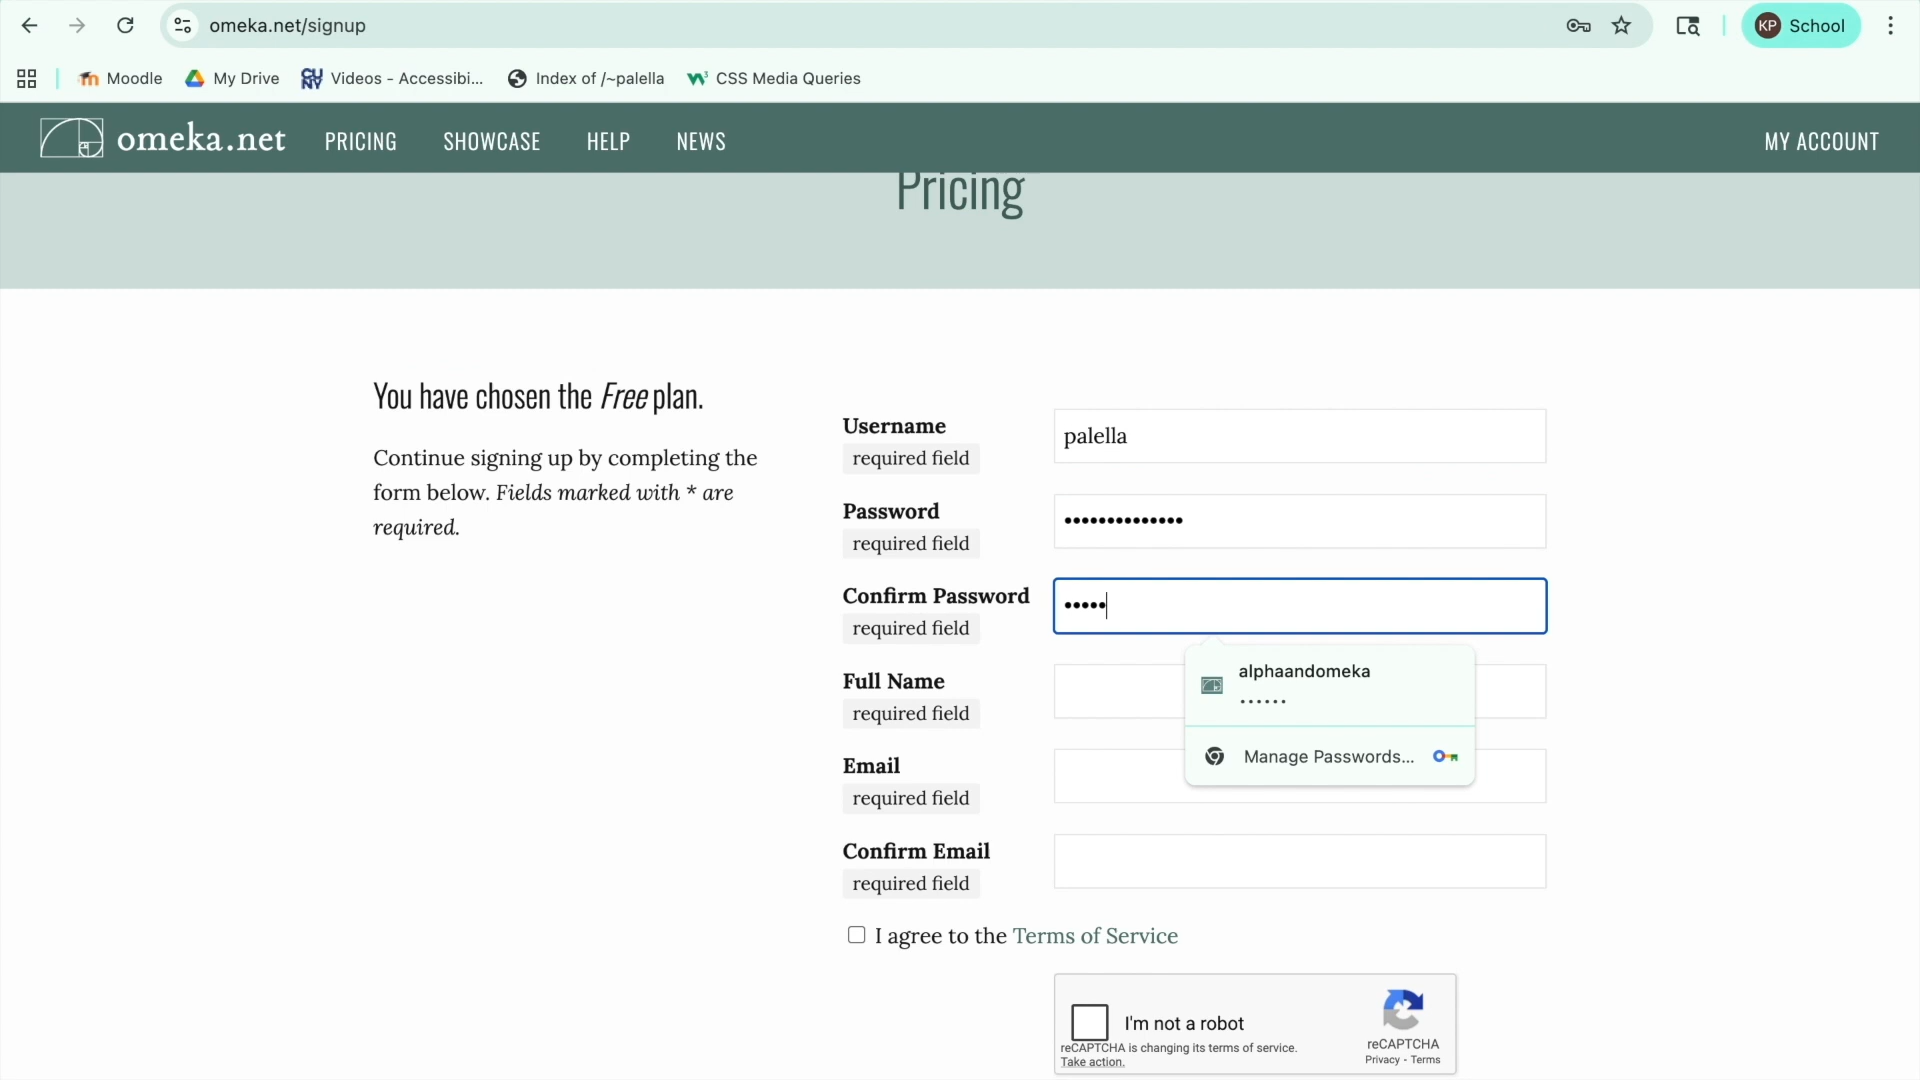 omeka.net/signup
KP School
Moodle
My Drive
CUNY Videos - Accessibi...
Index of /~palella
CSS Media Queries
omeka.net
PRICING
SHOWCASE
HELP
NEWS
MY ACCOUNT
Pricing
You have chosen the Free plan.
Continue signing up by completing the
form below. Fields marked with * are
required.
Username
required field
palella
Password
required field
••••••••••••••
Confirm Password
required field
•••••
alphaandomeka
••••••
Manage Passwords...
Full Name
required field
Email
required field
Confirm Email
required field
I agree to the Terms of Service
I'm not a robot
reCAPTCHA is changing its terms of service.
Take action.
reCAPTCHA
Privacy - Terms